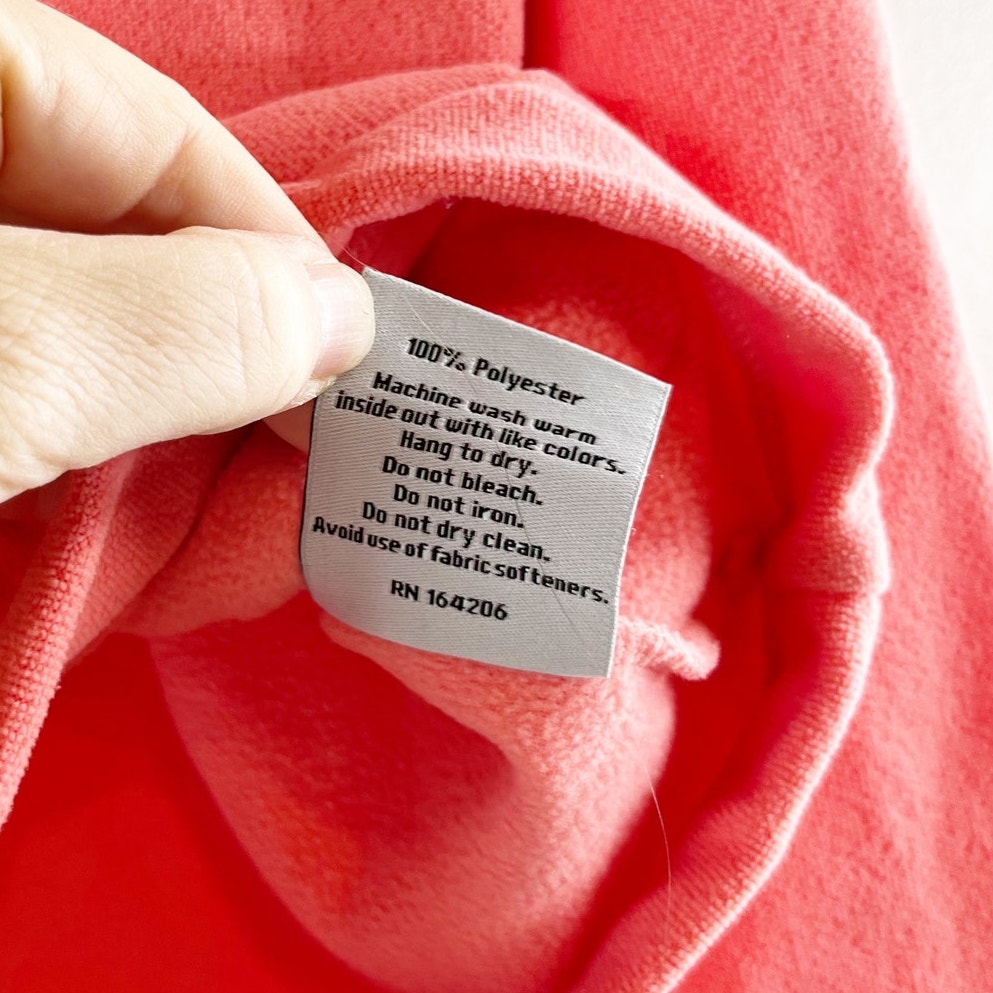 100% Polyester
Machine wash warm
inside out with like colors.
Hang to dry.
Do not bleach.
Do not iron.
Do not dry clean.
Avoid use of fabric softeners.
RN 164206